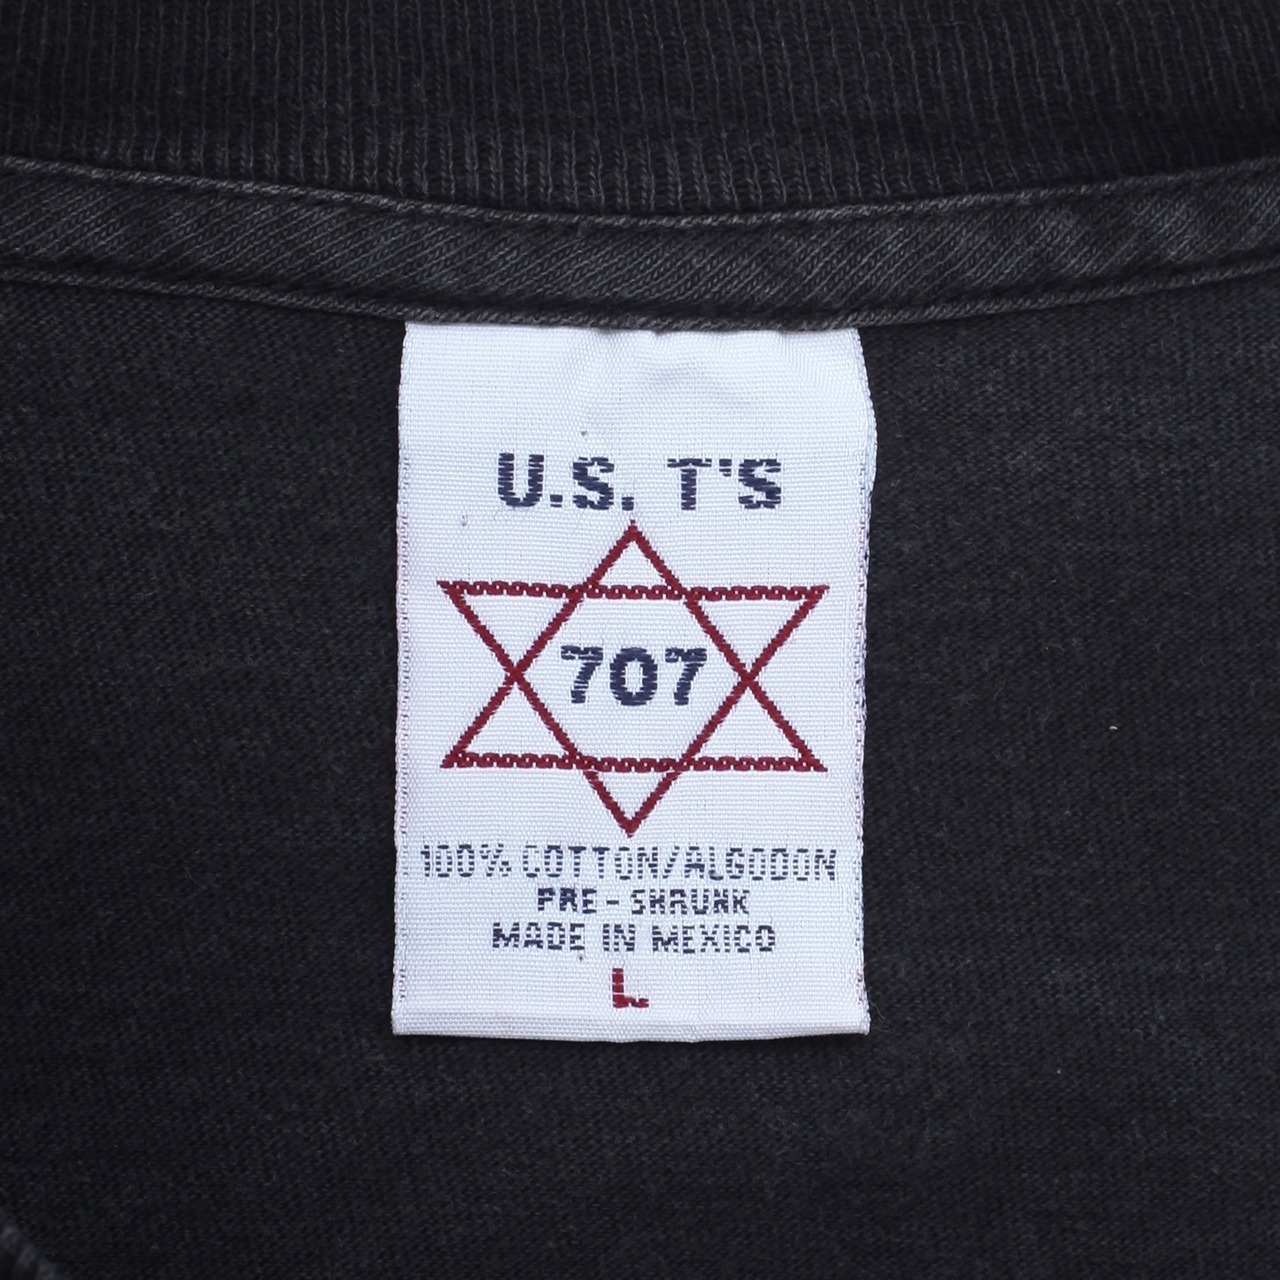 U.S. T'S
707
100% COTTON/ALGODON
PRE-SHRUNK
MADE IN MEXICO
L